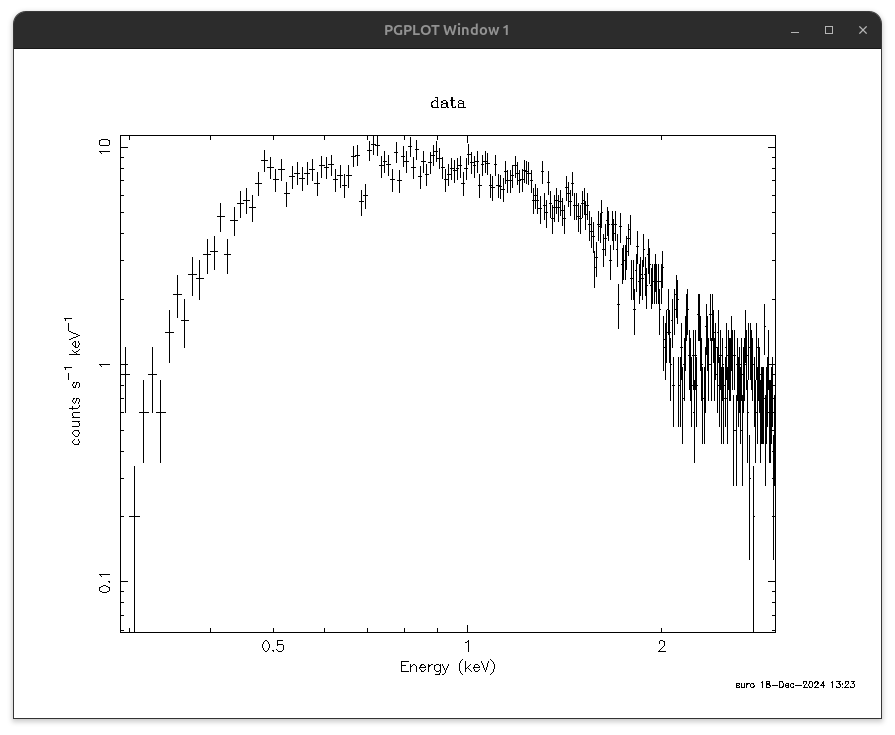 PGPLOT Window 1
data
10
1
0.1
counts s⁻¹ keV⁻¹
0.5 1 2
Energy (keV)
suro 18-Dec-2024 13:23